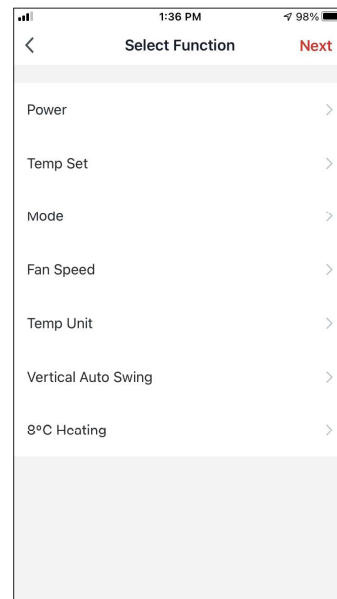 1:36 PM 98%
Select Function Next
Power
Temp Set
Mode
Fan Speed
Temp Unit
Vertical Auto Swing
8°C Heating